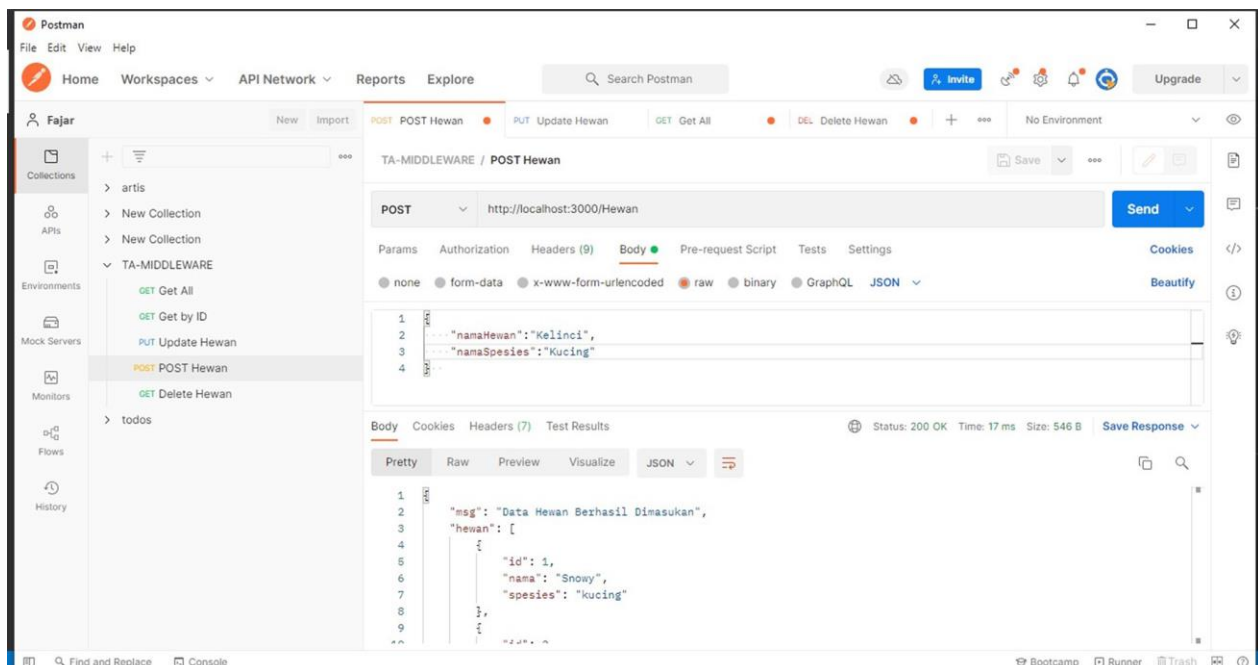 Postman
File Edit View Help
Home Workspaces API Network Reports Explore Search Postman Invite Upgrade
Fajar New Import
POST POST Hewan PUT Update Hewan GET Get All DEL Delete Hewan No Environment
Collections
APIs
Environments
Mock Servers
Monitors
Flows
History
artis
New Collection
New Collection
TA-MIDDLEWARE
GET Get All
GET Get by ID
PUT Update Hewan
POST POST Hewan
GET Delete Hewan
todos
TA-MIDDLEWARE / POST Hewan Save
POST http://localhost:3000/Hewan Send
Params Authorization Headers (9) Body Pre-request Script Tests Settings Cookies
none form-data x-www-form-urlencoded raw binary GraphQL JSON Beautify
1 {
2 "namaHewan":"Kelinci",
3 "namaSpesies":"Kucing"
4 }
Body Cookies Headers (7) Test Results Status: 200 OK Time: 17 ms Size: 546 B Save Response
Pretty Raw Preview Visualize JSON
1 {
2 "msg": "Data Hewan Berhasil Dimasukan",
3 "hewan": [
4 {
5 "id": 1,
6 "nama": "Snowy",
7 "spesies": "kucing"
8 },
9 {
Find and Replace Console Bootcamp Runner Trash